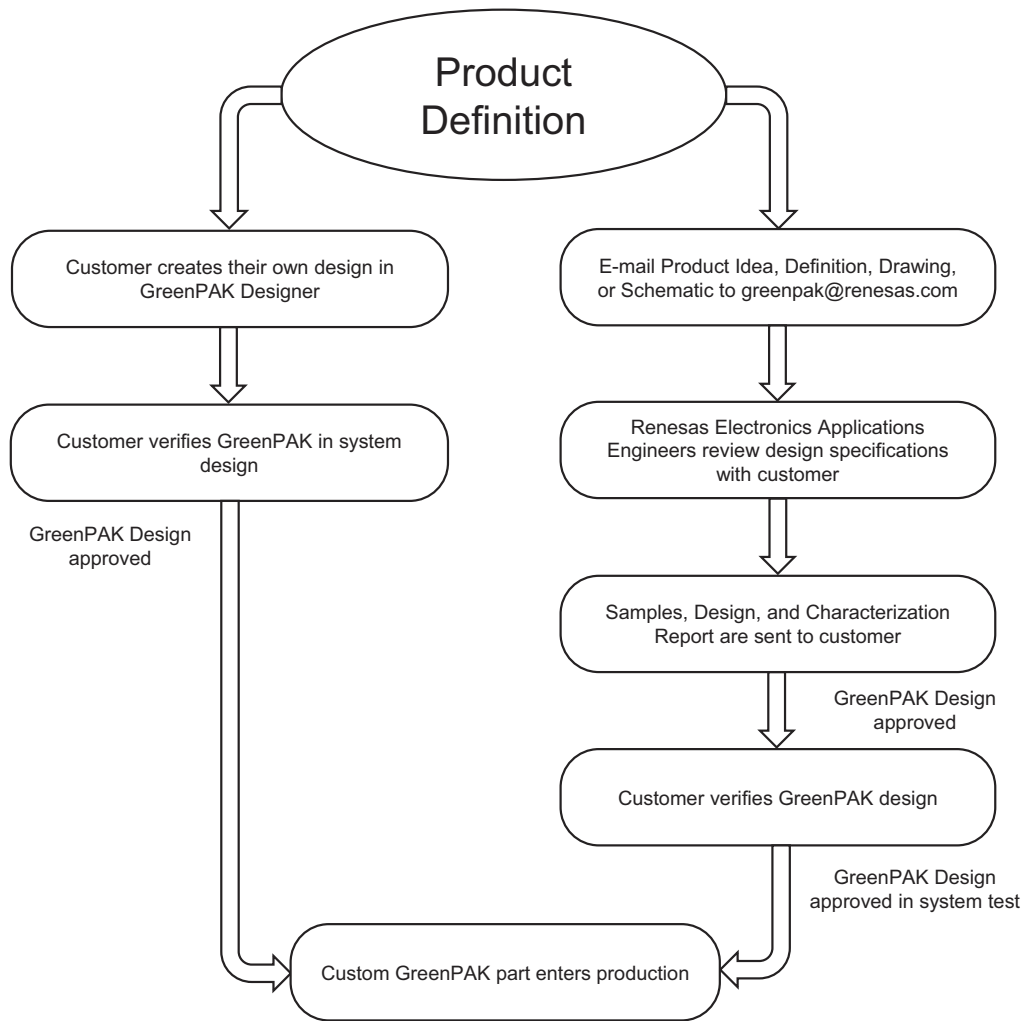 Product
Definition
Customer creates their own design in
GreenPAK Designer
Customer verifies GreenPAK in system
design
GreenPAK Design
approved
E-mail Product Idea, Definition, Drawing,
or Schematic to greenpak@renesas.com
Renesas Electronics Applications
Engineers review design specifications
with customer
Samples, Design, and Characterization
Report are sent to customer
GreenPAK Design
approved
Customer verifies GreenPAK design
GreenPAK Design
approved in system test
Custom GreenPAK part enters production